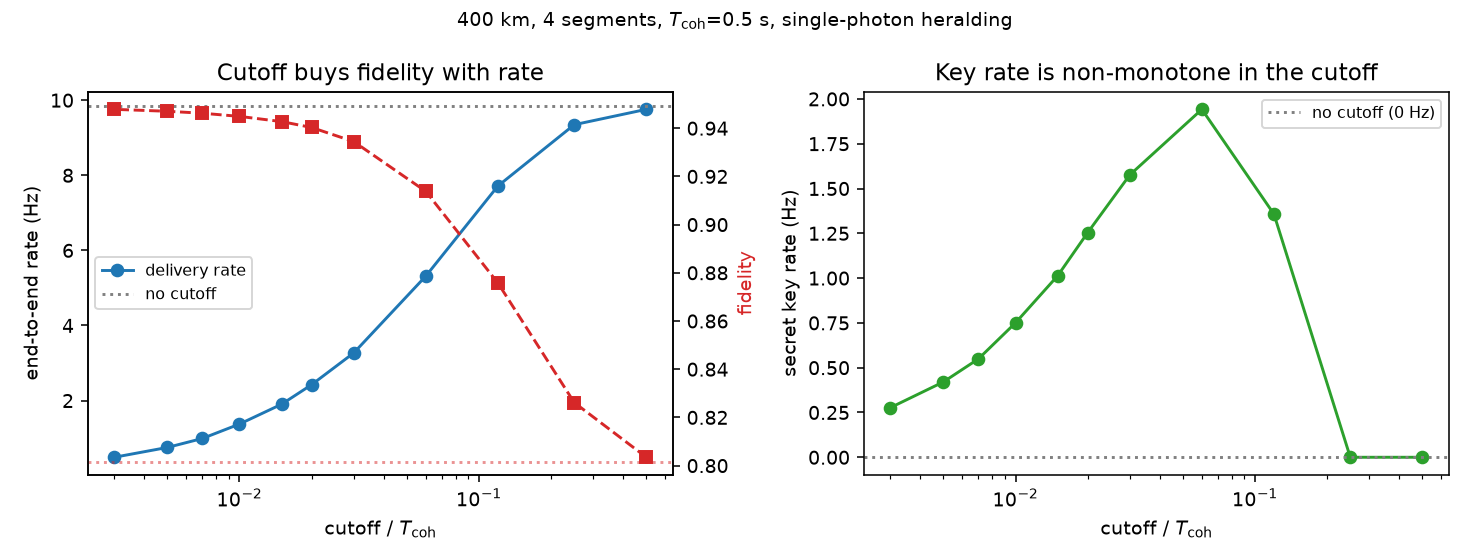 400 km, 4 segments, T_coh=0.5 s, single-photon heralding
Cutoff buys fidelity with rate
end-to-end rate (Hz)
10
8
6
4
2
delivery rate
no cutoff
0.94
0.92
0.90
0.88
0.86
0.84
0.82
0.80
fidelity
10⁻²
10⁻¹
cutoff / T_coh
Key rate is non-monotone in the cutoff
secret key rate (Hz)
2.00
1.75
1.50
1.25
1.00
0.75
0.50
0.25
0.00
no cutoff (0 Hz)
10⁻²
10⁻¹
cutoff / T_coh